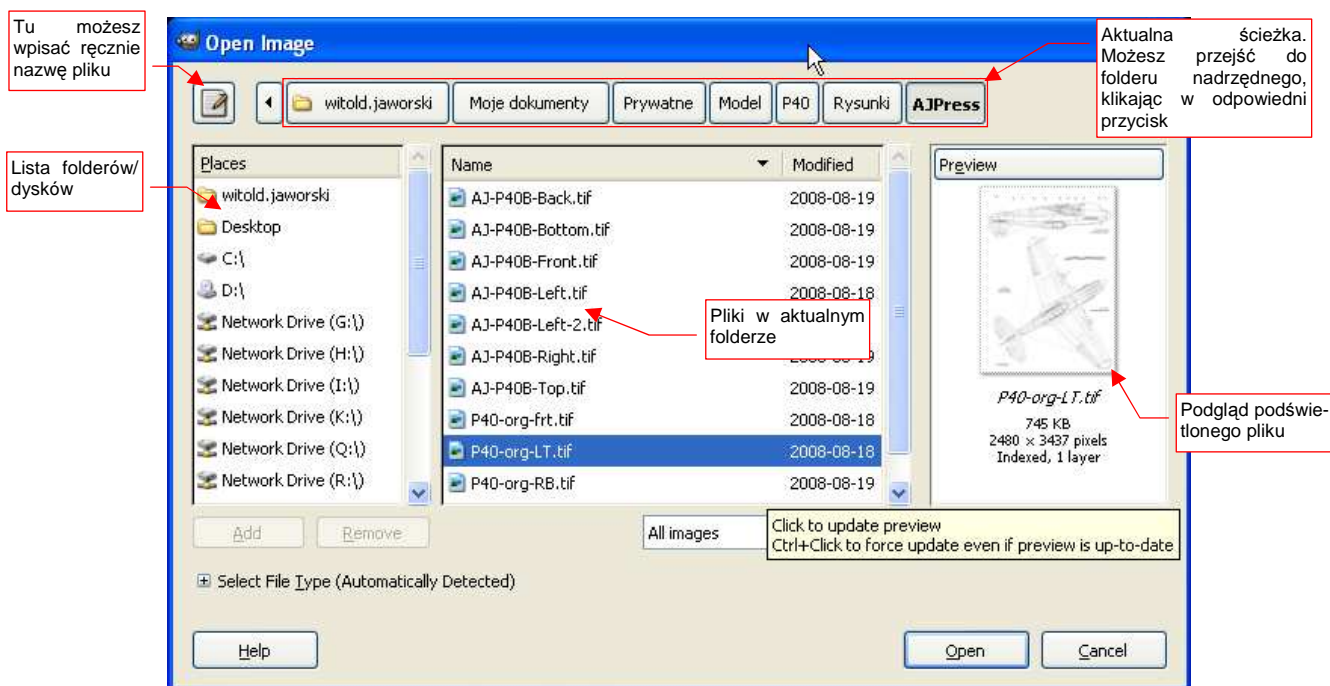 Tu możesz
wpisać ręcznie
nazwę pliku
Open Image
Aktualna ścieżka.
Możesz przejść do
folderu nadrzędnego,
klikając w odpowiedni
przycisk
witold.jaworski
Moje dokumenty
Prywatne
Model
P40
Rysunki
AJPress
Lista folderów/
dysków
Places
witold.jaworski
Desktop
C:\
D:\
Network Drive (G:\)
Network Drive (H:\)
Network Drive (I:\)
Network Drive (K:\)
Network Drive (Q:\)
Network Drive (R:\)
Name Modified
AJ-P40B-Back.tif 2008-08-19
AJ-P40B-Bottom.tif 2008-08-19
AJ-P40B-Front.tif 2008-08-19
AJ-P40B-Left.tif 2008-08-18
AJ-P40B-Left-2.tif
AJ-P40B-Right.tif
AJ-P40B-Top.tif 2008-08-19
P40-org-frt.tif 2008-08-18
P40-org-LT.tif 2008-08-18
P40-org-RB.tif 2008-08-19
Pliki w aktualnym
folderze
Preview
P40-org-LT.tif
745 KB
2480 × 3437 pixels
Indexed, 1 layer
Podgląd podświe-
tlonego pliku
Add
Remove
All images
Click to update preview
Ctrl+Click to force update even if preview is up-to-date
Select File Type (Automatically Detected)
Help
Open
Cancel